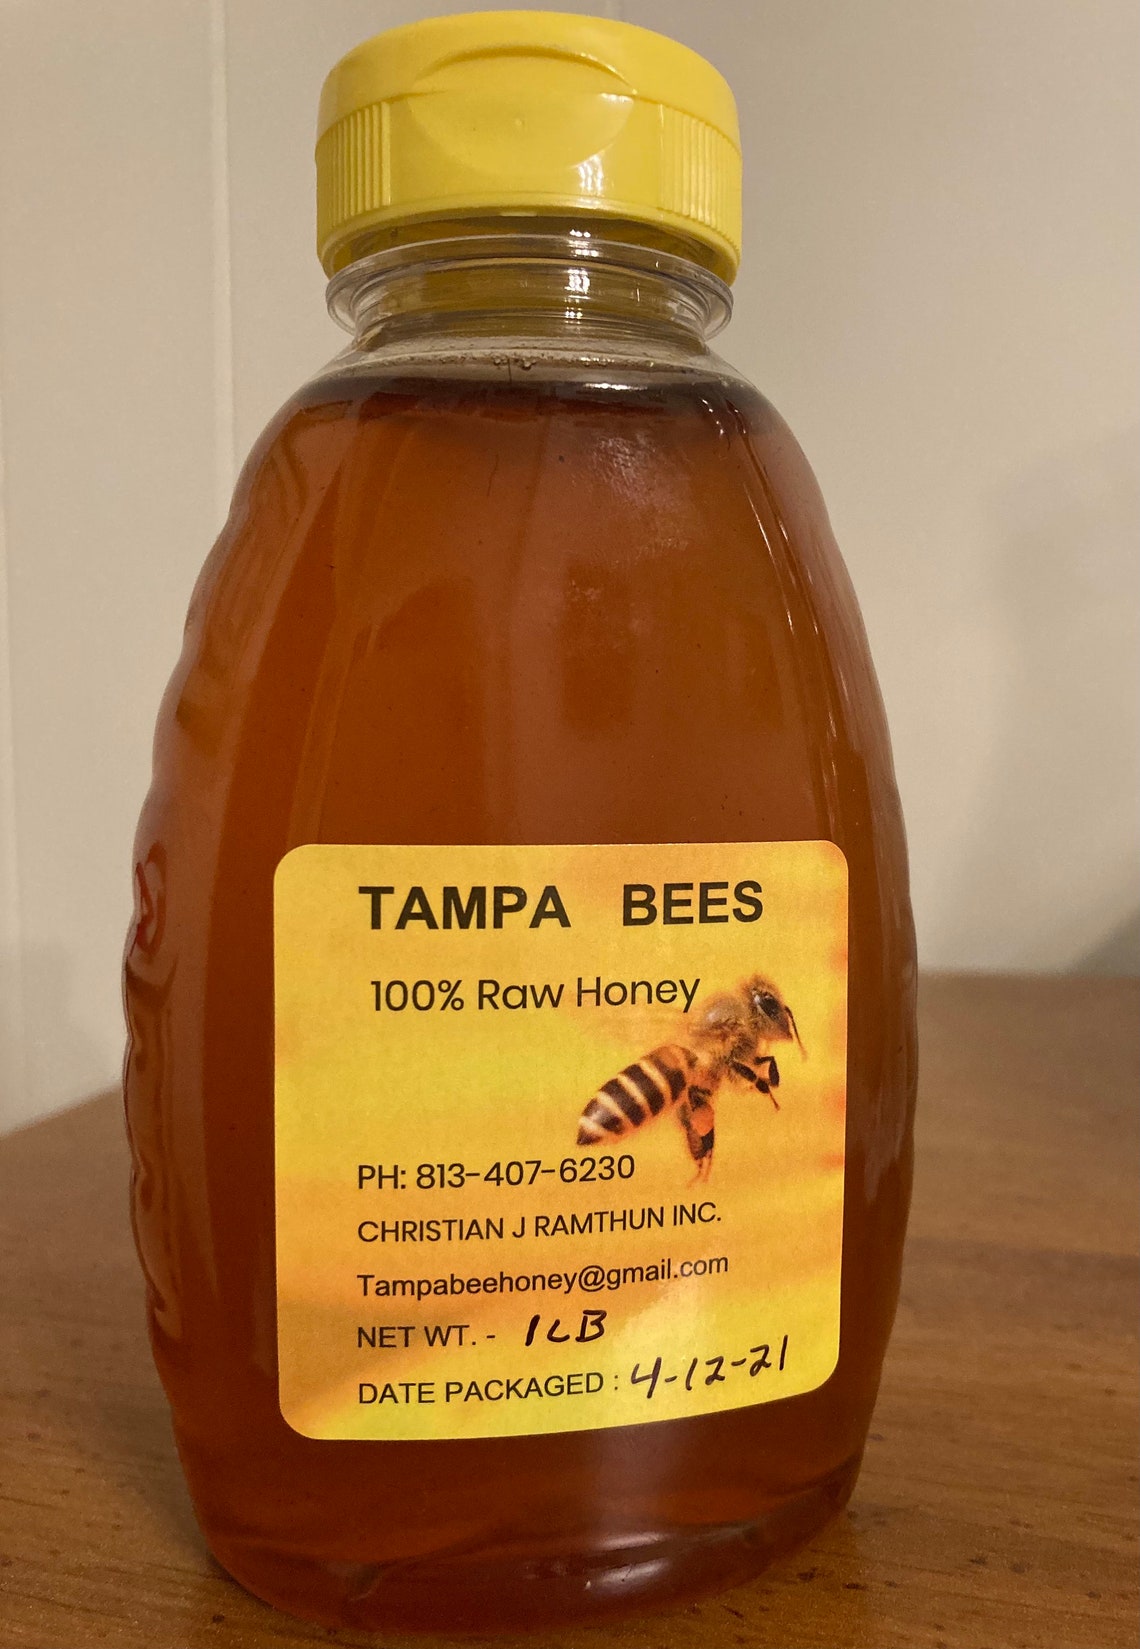 TAMPA BEES
100% Raw Honey
PH: 813-407-6230
CHRISTIAN J RAMTHUN INC.
Tampabeehoney@gmail.com
NET WT. - 1LB
DATE PACKAGED : 4-12-21